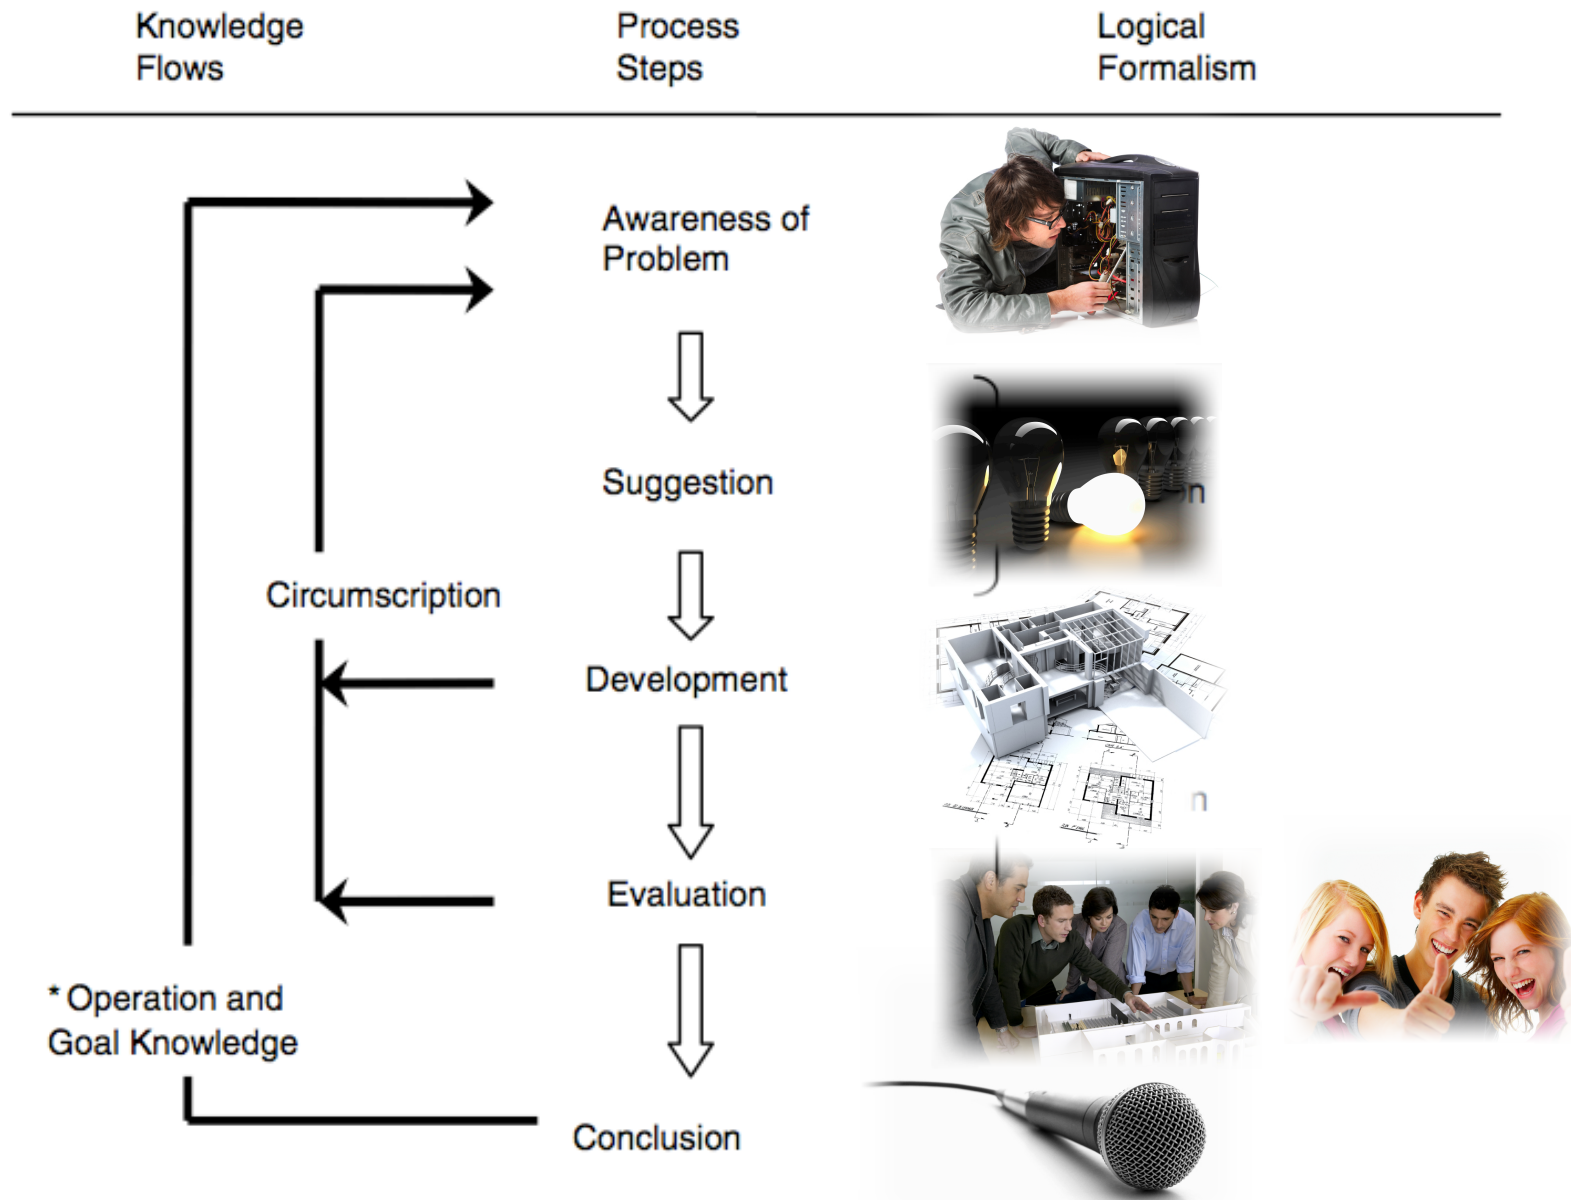 Knowledge
Flows
Process
Steps
Logical
Formalism
Awareness of
Problem
Suggestion
Circumscription
Development
Evaluation
* Operation and
Goal Knowledge
Conclusion